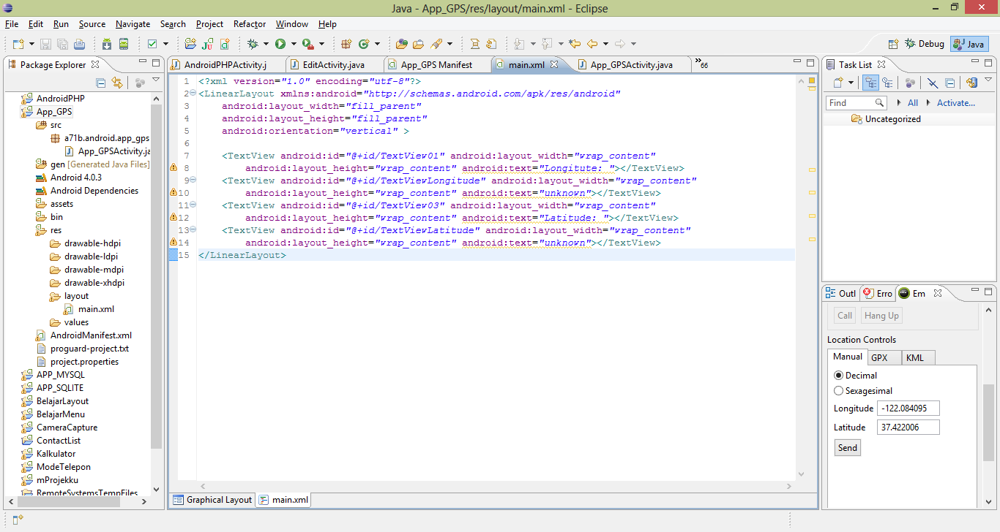 Java - App_GPS/res/layout/main.xml - Eclipse
File Edit Run Source Navigate Search Project Refactor Window Help
Debug Java
Package Explorer
AndroidPHP
App_GPS
src
a71b.android.app_gps
App_GPSActivity.ja
gen [Generated Java Files]
Android 4.0.3
Android Dependencies
assets
bin
res
drawable-hdpi
drawable-ldpi
drawable-mdpi
drawable-xhdpi
layout
main.xml
values
AndroidManifest.xml
proguard-project.txt
project.properties
APP_MYSQL
APP_SQLITE
BelajarLayout
BelajarMenu
CameraCapture
ContactList
Kalkulator
ModeTelepon
mProjekku
RemoteSystemsTempFiles
AndroidPHPActivity.j EditActivity.java App_GPS Manifest main.xml App_GPSActivity.java »66
1 <?xml version="1.0" encoding="utf-8"?>
2 <LinearLayout xmlns:android="http://schemas.android.com/apk/res/android"
3 android:layout_width="fill_parent"
4 android:layout_height="fill_parent"
5 android:orientation="vertical" >
6
7 <TextView android:id="@+id/TextView01" android:layout_width="wrap_content"
8 android:layout_height="wrap_content" android:text="Longitute: "></TextView>
9 <TextView android:id="@+id/TextViewLongitude" android:layout_width="wrap_content"
10 android:layout_height="wrap_content" android:text="unknown"></TextView>
11 <TextView android:id="@+id/TextView03" android:layout_width="wrap_content"
12 android:layout_height="wrap_content" android:text="Latitude: "></TextView>
13 <TextView android:id="@+id/TextViewLatitude" android:layout_width="wrap_content"
14 android:layout_height="wrap_content" android:text="unknown"></TextView>
15 </LinearLayout>
Graphical Layout main.xml
Task List
Find All Activate...
Uncategorized
Outl Erro Em
Call Hang Up
Location Controls
Manual GPX KML
Decimal
Sexagesimal
Longitude -122.084095
Latitude 37.422006
Send